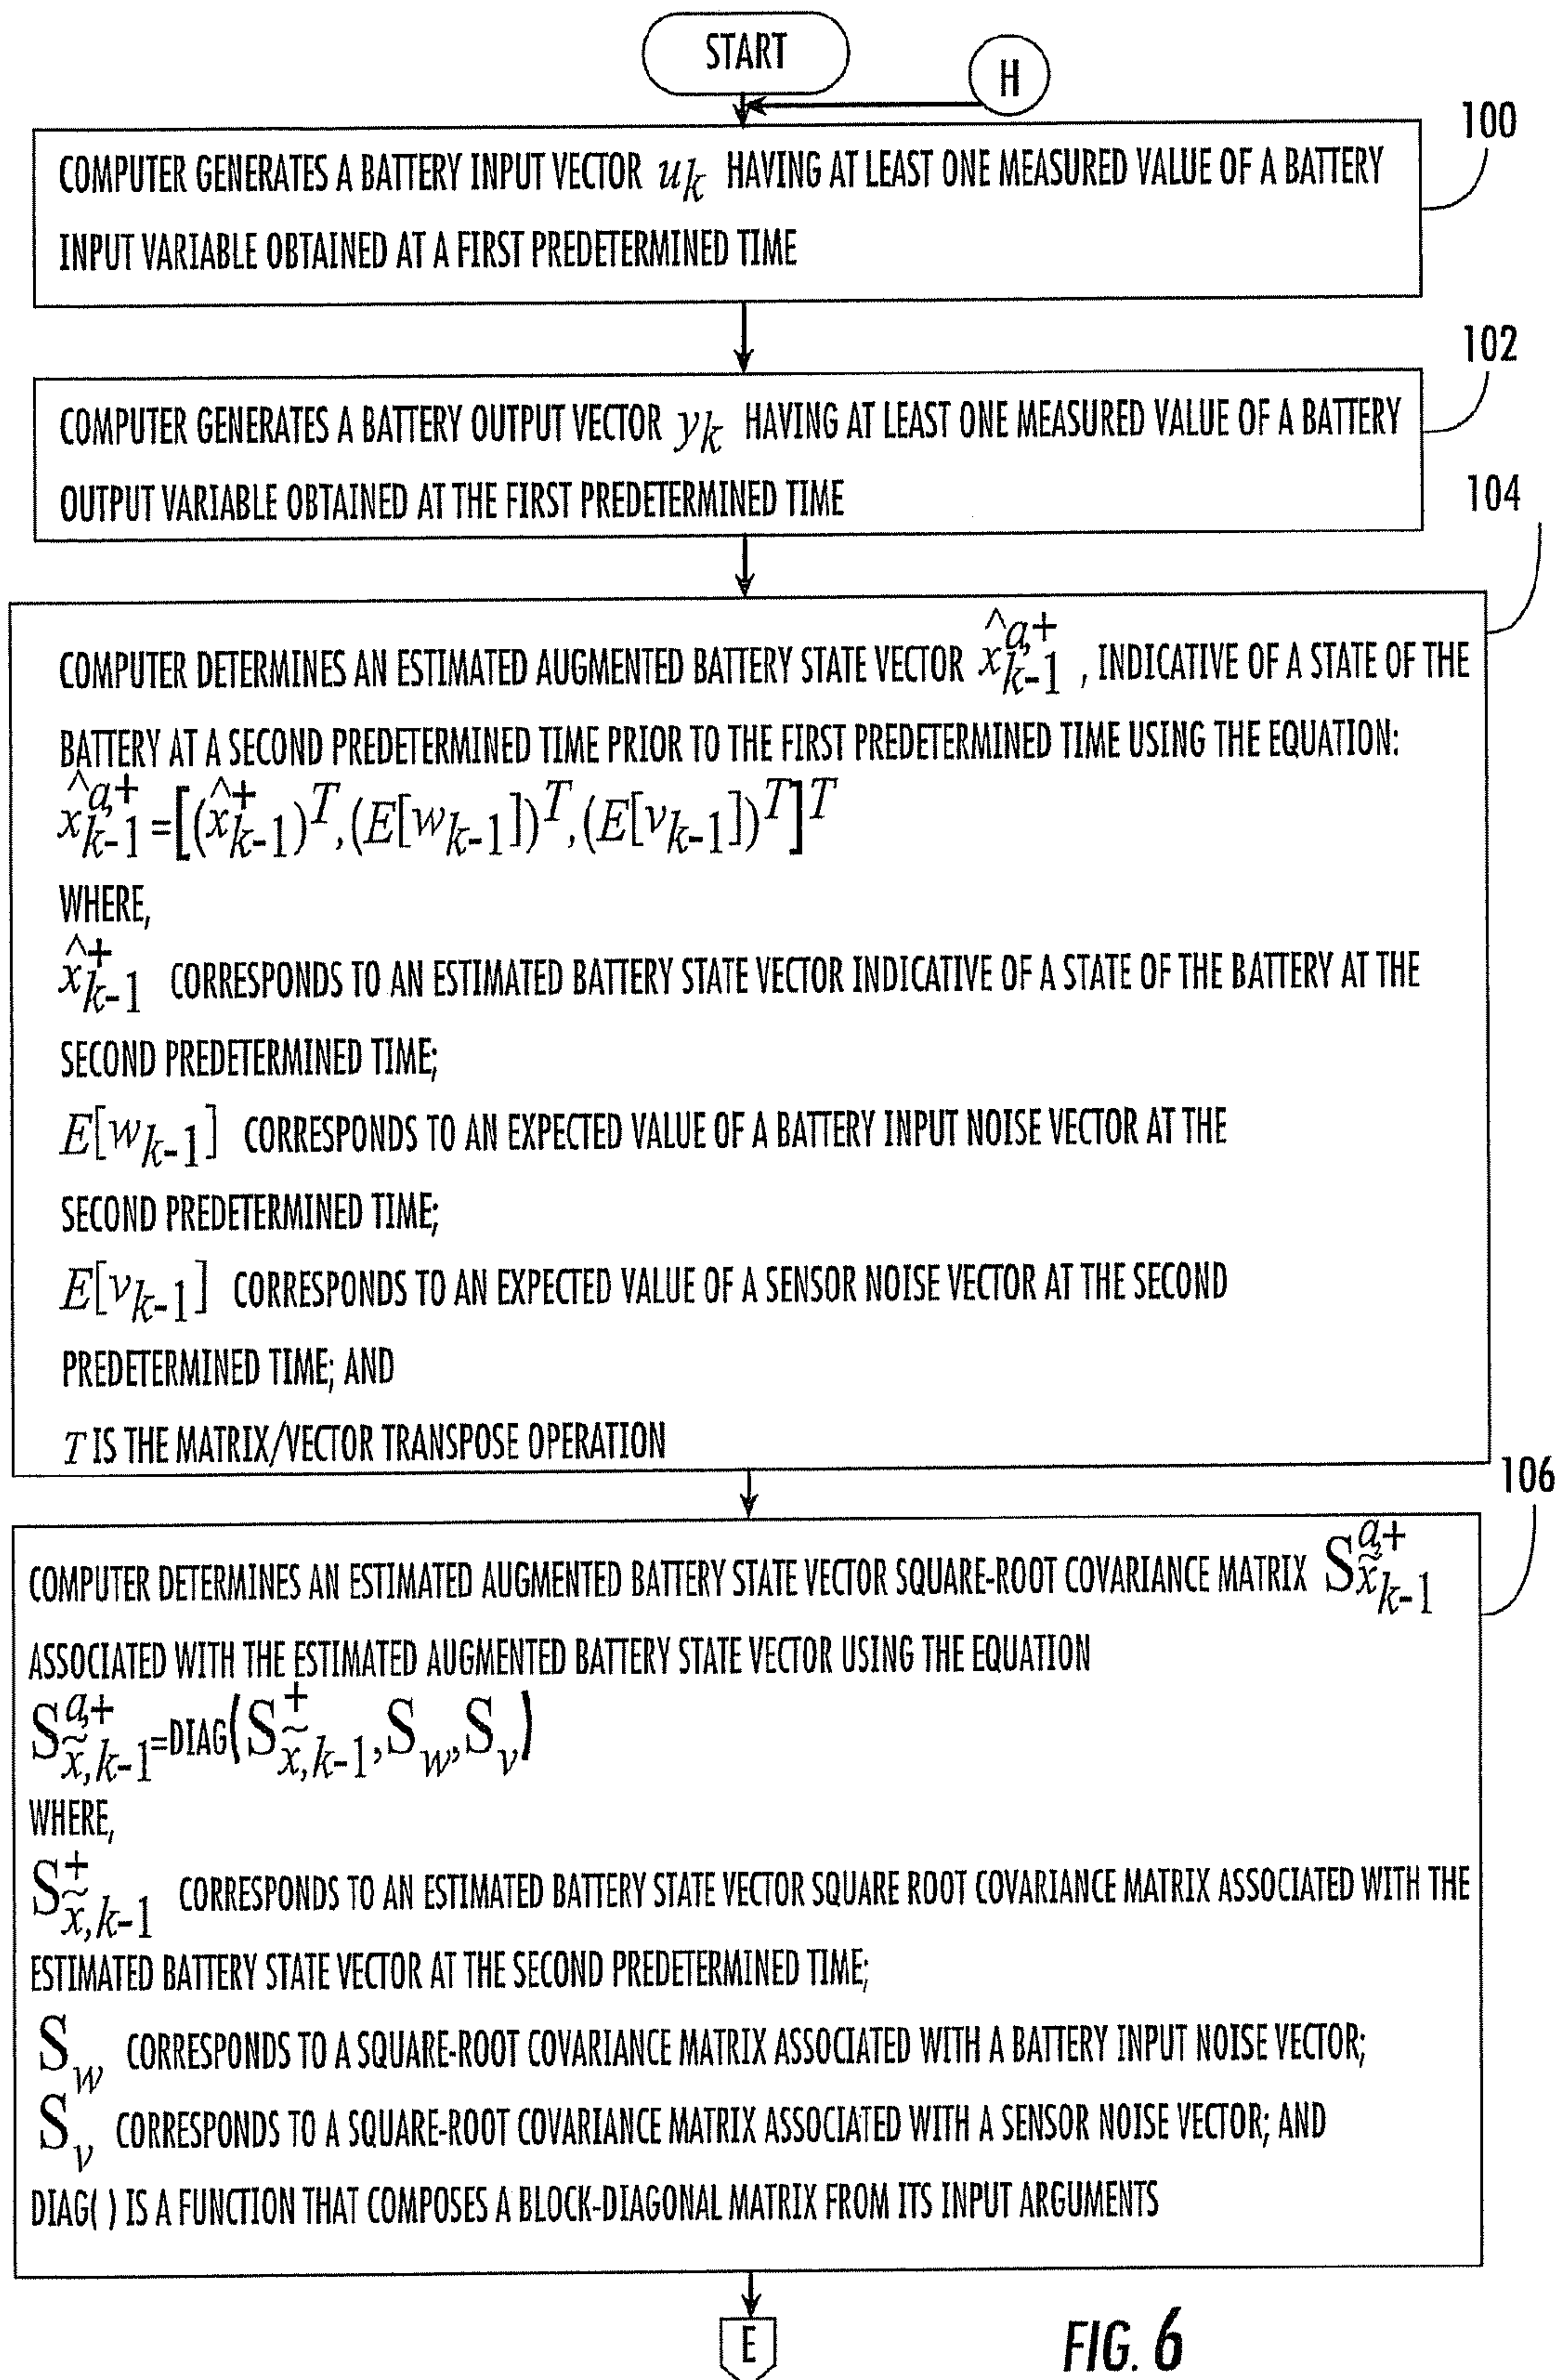 START
H
100
COMPUTER GENERATES A BATTERY INPUT VECTOR $u_k$ HAVING AT LEAST ONE MEASURED VALUE OF A BATTERY
INPUT VARIABLE OBTAINED AT A FIRST PREDETERMINED TIME
102
COMPUTER GENERATES A BATTERY OUTPUT VECTOR $y_k$ HAVING AT LEAST ONE MEASURED VALUE OF A BATTERY
OUTPUT VARIABLE OBTAINED AT THE FIRST PREDETERMINED TIME
104
COMPUTER DETERMINES AN ESTIMATED AUGMENTED BATTERY STATE VECTOR $\hat{x}_{k-1}^{a,+}$, INDICATIVE OF A STATE OF THE
BATTERY AT A SECOND PREDETERMINED TIME PRIOR TO THE FIRST PREDETERMINED TIME USING THE EQUATION:
$\hat{x}_{k-1}^{a,+}=[(\hat{x}_{k-1}^{+})^T,(E[w_{k-1}])^T,(E[v_{k-1}])^T]^T$
WHERE,
$\hat{x}_{k-1}^{+}$ CORRESPONDS TO AN ESTIMATED BATTERY STATE VECTOR INDICATIVE OF A STATE OF THE BATTERY AT THE
SECOND PREDETERMINED TIME;
$E[w_{k-1}]$ CORRESPONDS TO AN EXPECTED VALUE OF A BATTERY INPUT NOISE VECTOR AT THE
SECOND PREDETERMINED TIME;
$E[v_{k-1}]$ CORRESPONDS TO AN EXPECTED VALUE OF A SENSOR NOISE VECTOR AT THE SECOND
PREDETERMINED TIME; AND
$T$ IS THE MATRIX/VECTOR TRANSPOSE OPERATION
106
COMPUTER DETERMINES AN ESTIMATED AUGMENTED BATTERY STATE VECTOR SQUARE-ROOT COVARIANCE MATRIX $S_{\tilde{x}_{k-1}}^{a,+}$
ASSOCIATED WITH THE ESTIMATED AUGMENTED BATTERY STATE VECTOR USING THE EQUATION
$S_{\tilde{x},k-1}^{a,+}$=DIAG($S_{\tilde{x},k-1}^{+},S_w,S_v$)
WHERE,
$S_{\tilde{x},k-1}^{+}$ CORRESPONDS TO AN ESTIMATED BATTERY STATE VECTOR SQUARE ROOT COVARIANCE MATRIX ASSOCIATED WITH THE
ESTIMATED BATTERY STATE VECTOR AT THE SECOND PREDETERMINED TIME;
$S_w$ CORRESPONDS TO A SQUARE-ROOT COVARIANCE MATRIX ASSOCIATED WITH A BATTERY INPUT NOISE VECTOR;
$S_v$ CORRESPONDS TO A SQUARE-ROOT COVARIANCE MATRIX ASSOCIATED WITH A SENSOR NOISE VECTOR; AND
DIAG( ) IS A FUNCTION THAT COMPOSES A BLOCK-DIAGONAL MATRIX FROM ITS INPUT ARGUMENTS
E
FIG. 6